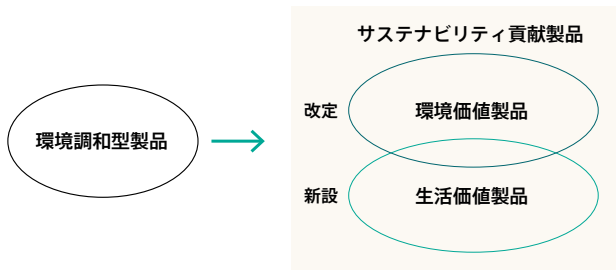 環境調和型製品
サステナビリティ貢献製品
改定
環境価値製品
新設
生活価値製品